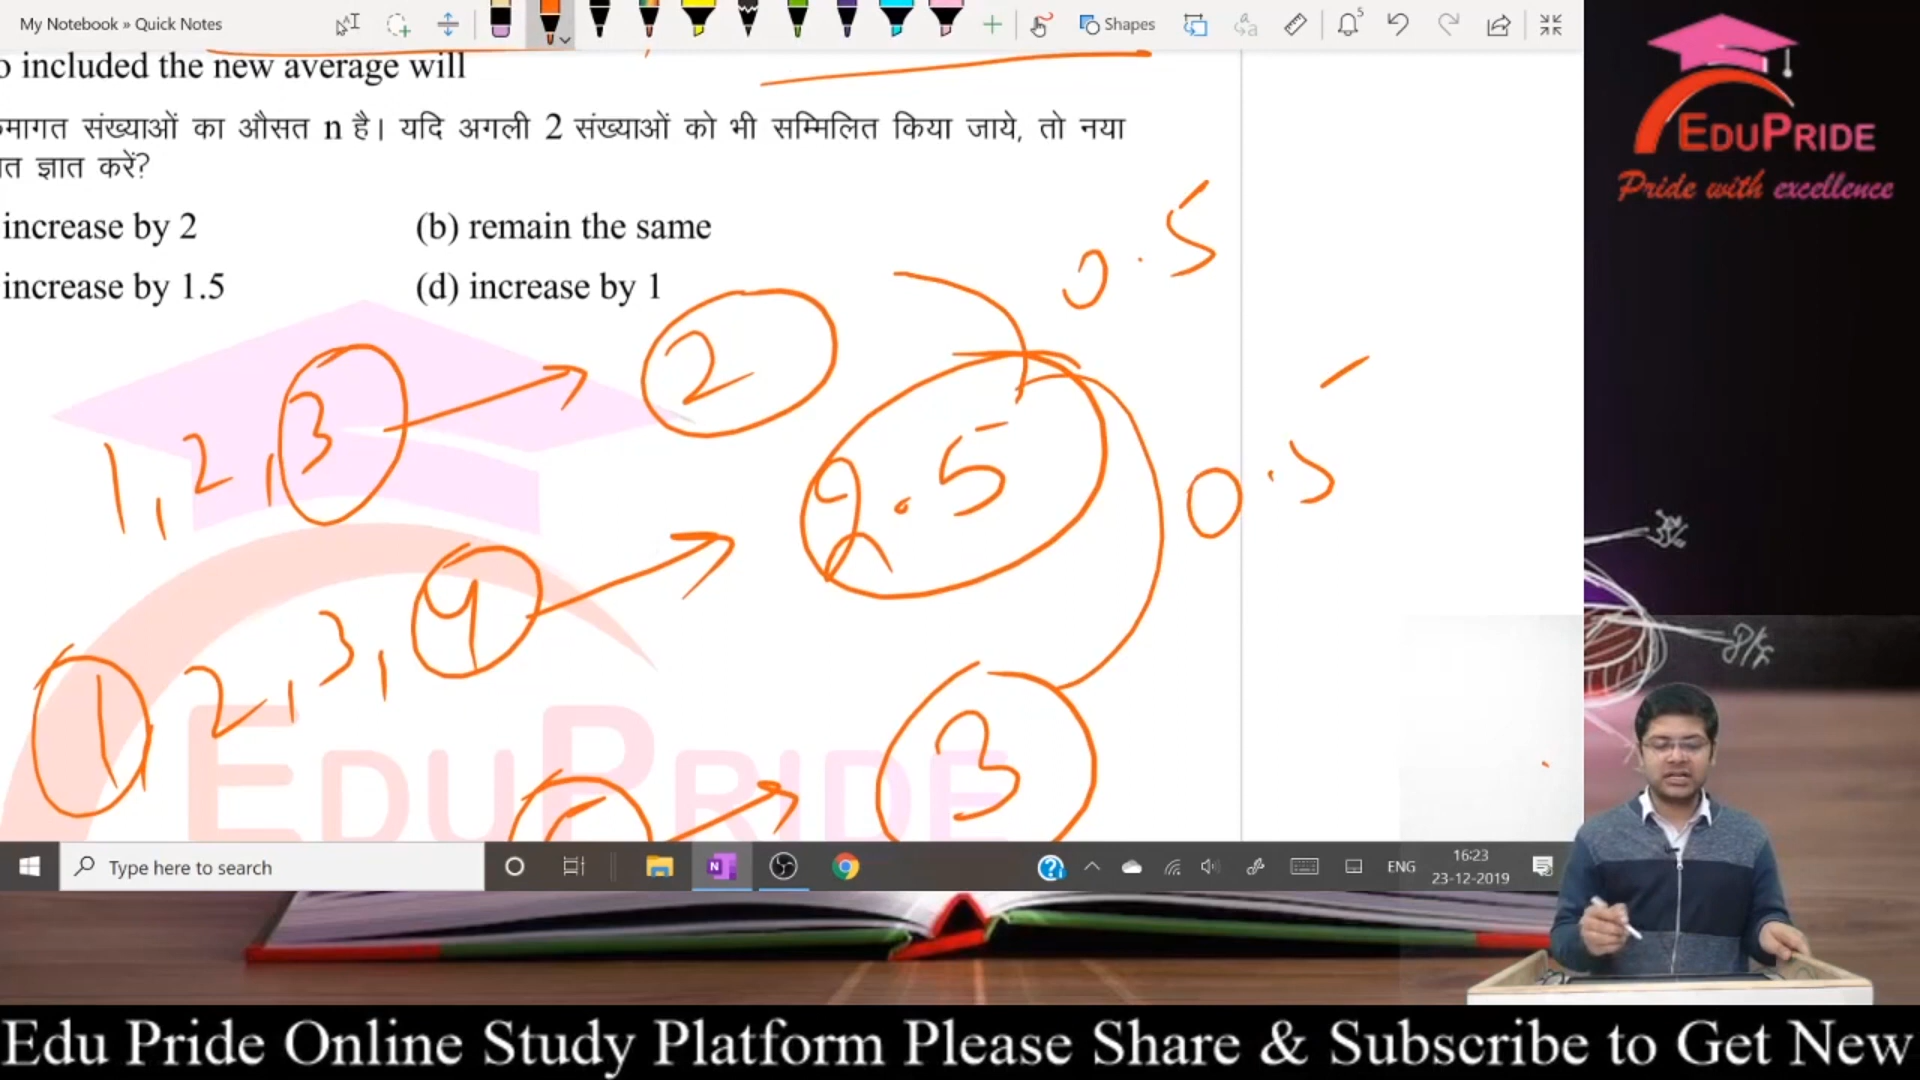 My Notebook » Quick Notes
Shapes
5
included the new average will
संख्याओं का औसत n है। यदि अगली 2 संख्याओं को भी सम्मिलित किया जाये, तो नया
ज्ञात करें?
increase by 2
(b) remain the same
increase by 1.5
(d) increase by 1
0.5
1, 2, 3
2
2.5
0.5
1, 2, 3, 4
3
EDUPRIDE
EDUPRIDE
Pride with excellence
Type here to search
ENG
16:23
23-12-2019
Edu Pride Online Study Platform Please Share & Subscribe to Get New